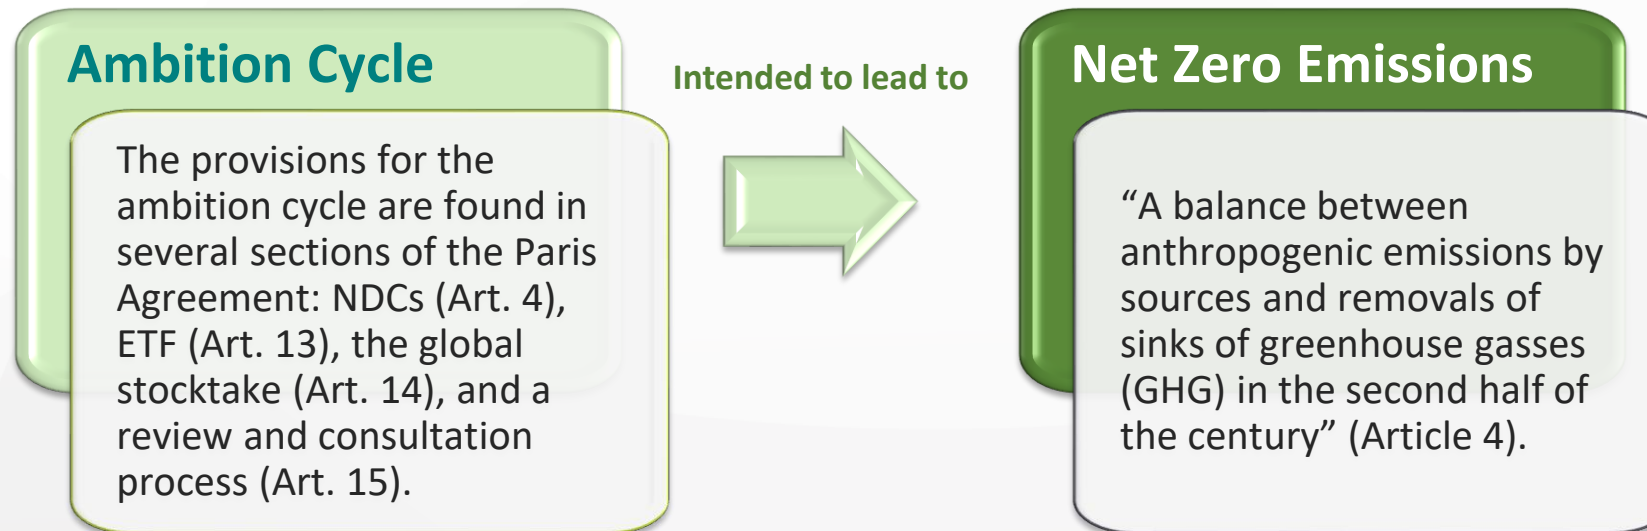 Ambition Cycle
The provisions for the
ambition cycle are found in
several sections of the Paris
Agreement: NDCs (Art. 4),
ETF (Art. 13), the global
stocktake (Art. 14), and a
review and consultation
process (Art. 15).
Intended to lead to
Net Zero Emissions
“A balance between
anthropogenic emissions by
sources and removals of
sinks of greenhouse gasses
(GHG) in the second half of
the century” (Article 4).